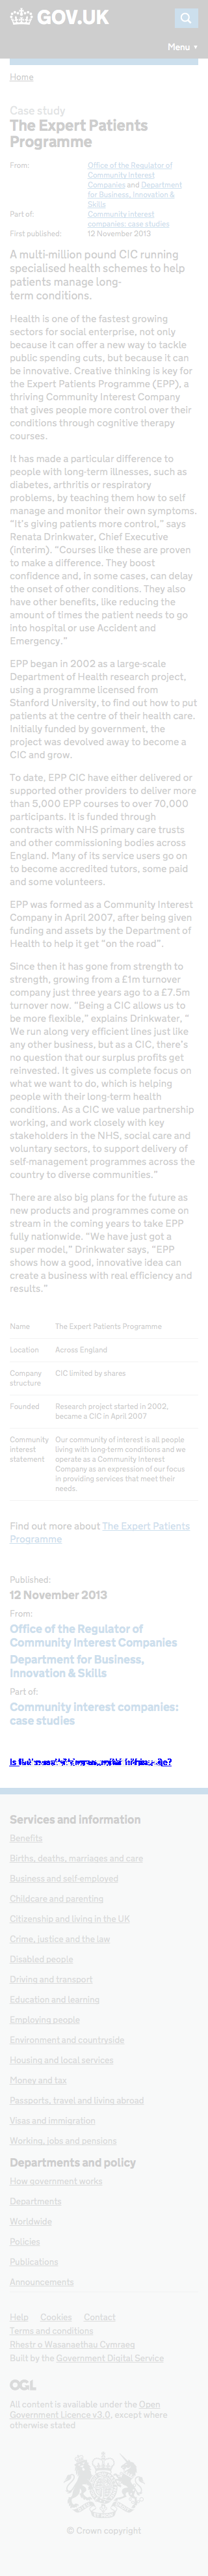 GOV.UK
Menu ▼
Home
Case study
The Expert Patients
Programme
From:
Office of the Regulator of
Community Interest
Companies and Department
for Business, Innovation &
Skills
Part of:
Community interest
companies: case studies
First published:
12 November 2013
A multi-million pound CIC running
specialised health schemes to help
patients manage long-
term conditions.
Health is one of the fastest growing
sectors for social enterprise, not only
because it can offer a new way to tackle
public spending cuts, but because it can
be innovative. Creative thinking is key for
the Expert Patients Programme (EPP), a
thriving Community Interest Company
that gives people more control over their
conditions through cognitive therapy
courses.
It has made a particular difference to
people with long-term illnesses, such as
diabetes, arthritis or respiratory
problems, by teaching them how to met
and share how to manage their own symptoms.
“It’s giving patients more control,” says
Renata Drinkwater, Chief Executive
(interim). “Courses like these are proven
to make a difference. They boost
confidence and, in some cases, can delay
the onset of other conditions. They also
have other benefits, like reducing the
amount of times the patient needs to go
into hospital or use Accident and
Emergency.”
EPP began in 2002 as a large-scale
Department of Health research project,
using a programme licensed from
Stanford University, to find out how to put
patients at the centre of their health care.
Initially funded by government, the
project was devolved away to become a
CIC and grow.
To date, EPP CIC have either delivered or
supported other providers to deliver more
than 5,000 EPP courses to over 70,000
participants. It is funded through
contracts with NHS primary care trusts
and other commissioning bodies across
England. Many of its service users go on
to become accredited tutors, some paid
and some volunteers.
EPP was formed as a Community Interest
Company in April 2007, after being given
funding and assets by the Department of
Health to help it get “on the road”.
Since then it has gone from strength to
strength, growing from a £1m turnover
company just three years ago to a £7.5m
turnover now. “Being a CIC allows us to
be more flexible,” explains Drinkwater, “
We run along very efficient lines just like
any other business, but as a CIC, there’s
no question that our surplus profits are
reinvested. It gives us complete focus on
what we want to do, which is helping
people with their long-term health
conditions. As a CIC we value partnership
working, and work closely with key
stakeholders in the NHS, social care and
voluntary sectors, to support delivery of
self-management programmes across the
country to diverse communities.”
There are also big plans for the future as
new products and programmes come on
stream and the company looks to take EPP
fully nationwide. “We have just got a
super model,” Drinkwater says, “EPP
shows how a good, innovative idea can
create a business with real efficiency and
results.”
Name
The Expert Patients Programme
Location
Across England
Company
structure
CIC limited by shares
Founded
Research project started in 2002,
became a CIC in April 2007
Community
interest
statement
Our community of interest is all people
living with long-term conditions and we
operate as a Community Interest
Company as an expression of our focus
in providing services that meet their
needs.
Find out more about The Expert Patients
Programme
Published:
12 November 2013
From:
Office of the Regulator of
Community Interest Companies
Department for Business,
Innovation & Skills
Part of:
Community interest companies:
case studies
Services and information
Benefits
Births, deaths, marriages and care
Business and self-employed
Childcare and parenting
Citizenship and living in the UK
Crime, justice and the law
Disabled people
Driving and transport
Education and learning
Employing people
Environment and countryside
Housing and local services
Money and tax
Passports, travel and living abroad
Visas and immigration
Working, jobs and pensions
Departments and policy
How government works
Departments
Worldwide
Policies
Publications
Announcements
Help Cookies Contact
Terms and conditions
Rhestr o Wasanaethau Cymraeg
Built by the Government Digital Service
OGL
All content is available under the Open
Government Licence v3.0, except where
otherwise stated
© Crown copyright